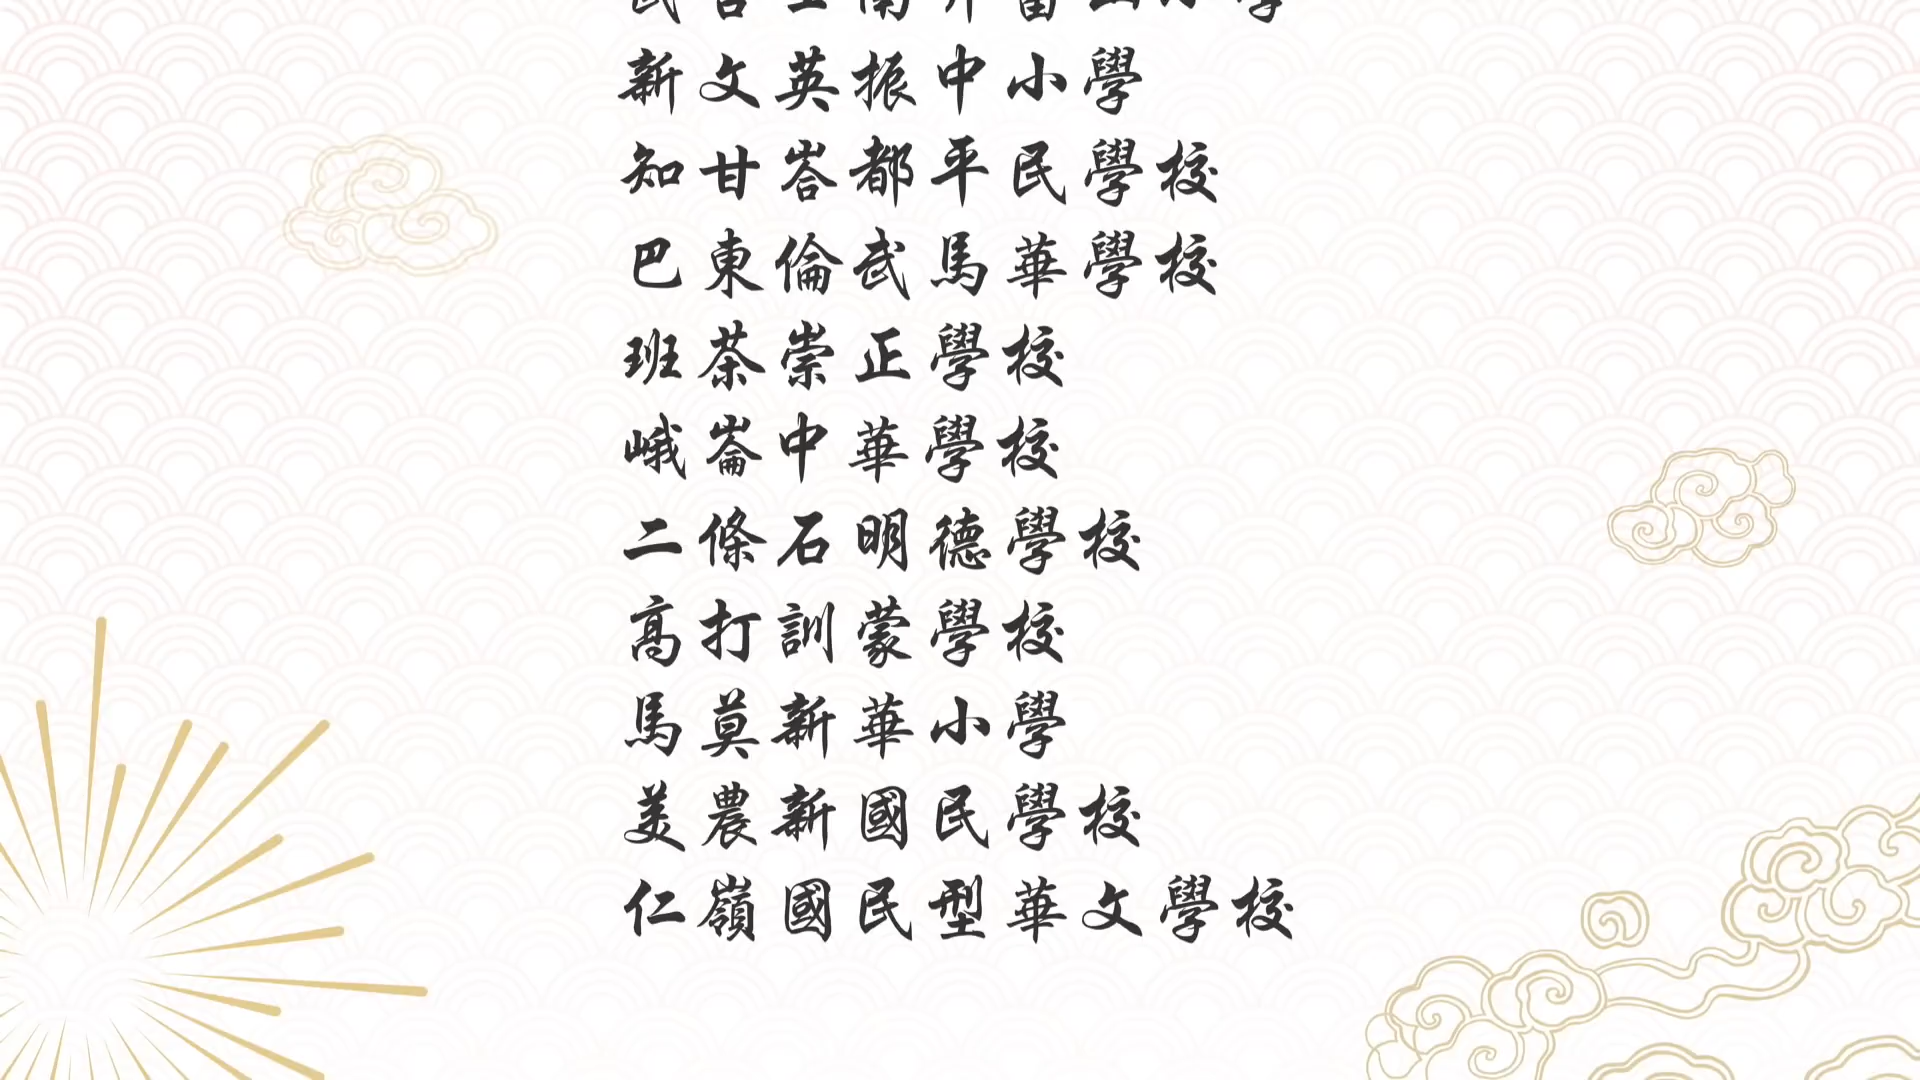 新文英振中小學
知甘峇都平民學校
巴東倫武馬華學校
班茶崇正學校
峨崙中華學校
二條石明德學校
高打訓蒙學校
馬莫新華小學
美農新國民學校
仁嶺國民型華文學校